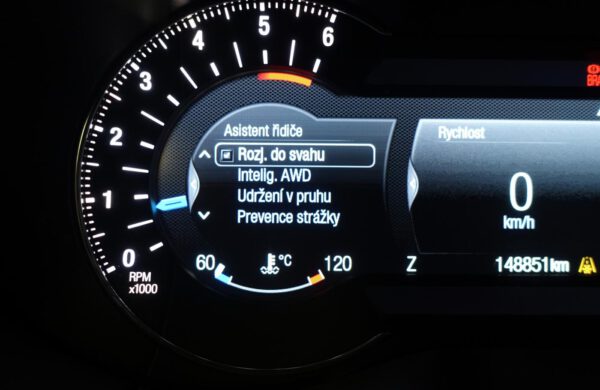 5
6
4
3
2
1
0
RPM
x1000
Asistent řidiče
Rozj. do svahu
Intelig. AWD
Udržení v pruhu
Prevence strážky
60
°C
120
Z
Rychlost
0
km/h
148851km